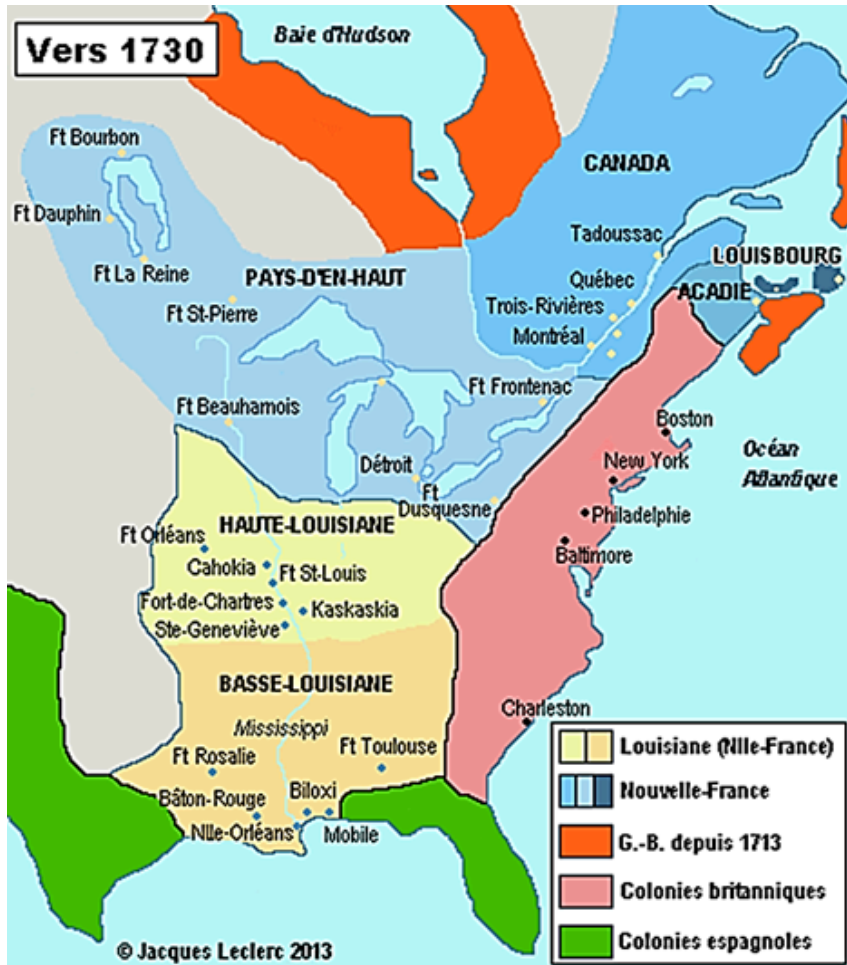 Vers 1730
Baie d'Hudson
Ft Bourbon
CANADA
Ft Dauphin
Tadoussac
LOUISBOURG
Ft La Reine
PAYS-D'EN-HAUT
Québec
ACADIE
Ft St-Pierre
Trois-Rivières
Montréal
Ft Frontenac
Ft Beauharnois
Boston
Océan
Atlantique
New York
Détroit
Ft
Dusquesne
Philadelphie
HAUTE-LOUISIANE
Ft Orléans
Baltimore
Cahokia
Ft St-Louis
Fort-de-Chartres
Kaskaskia
Ste-Geneviève
BASSE-LOUISIANE
Mississippi
Charleston
Ft Rosalie
Ft Toulouse
Bâton-Rouge
Biloxi
Nlle-Orléans
Mobile
Louisiane (Nlle-France)
Nouvelle-France
G.-B. depuis 1713
Colonies britanniques
Colonies espagnoles
© Jacques Leclerc 2013